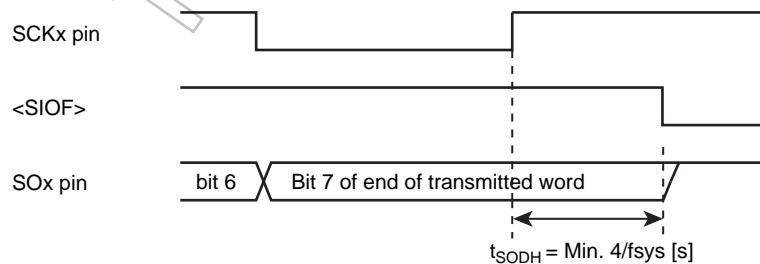 SCKx pin
<SIOF>
SOx pin
bit 6
Bit 7 of end of transmitted word
tSODH = Min. 4/fsys [s]